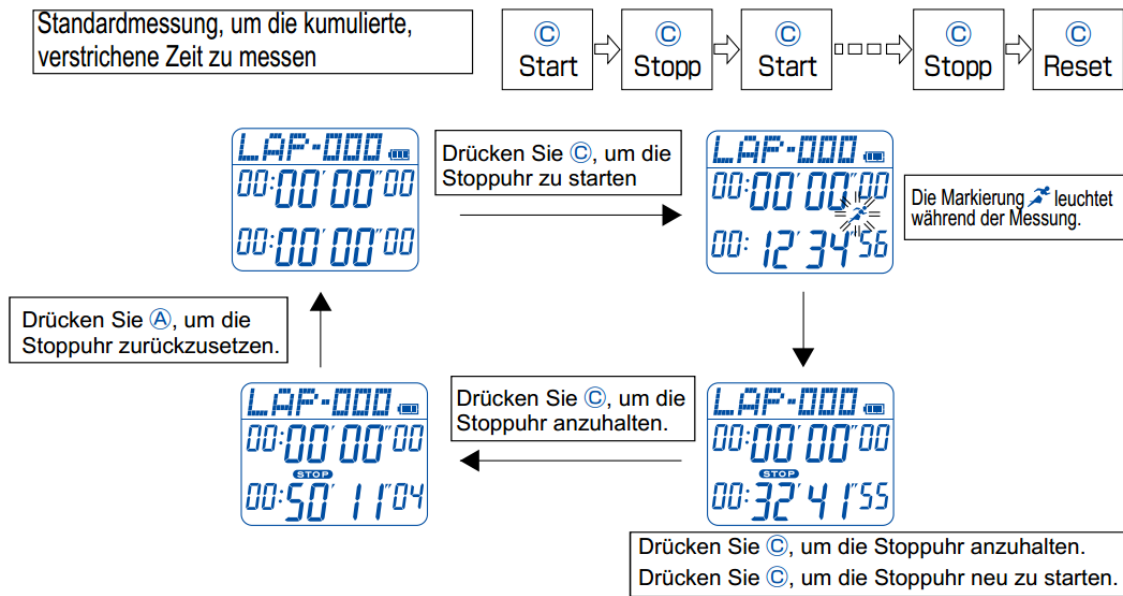 Standardmessung, um die kumulierte,
verstrichene Zeit zu messen
Ⓒ Start
Ⓒ Stopp
Ⓒ Start
Ⓒ Stopp
Ⓒ Reset
LAP-000
00:00'00"00
00:00'00"00
Drücken Sie Ⓒ, um die
Stoppuhr zu starten
LAP-000
00:00'00"00
00:12'34"56
Die Markierung leuchtet
während der Messung.
Drücken Sie Ⓐ, um die
Stoppuhr zurückzusetzen.
LAP-000
00:00'00"00
STOP
00:50'11"04
Drücken Sie Ⓒ, um die
Stoppuhr anzuhalten.
LAP-000
00:00'00"00
STOP
00:32'41"55
Drücken Sie Ⓒ, um die Stoppuhr anzuhalten.
Drücken Sie Ⓒ, um die Stoppuhr neu zu starten.